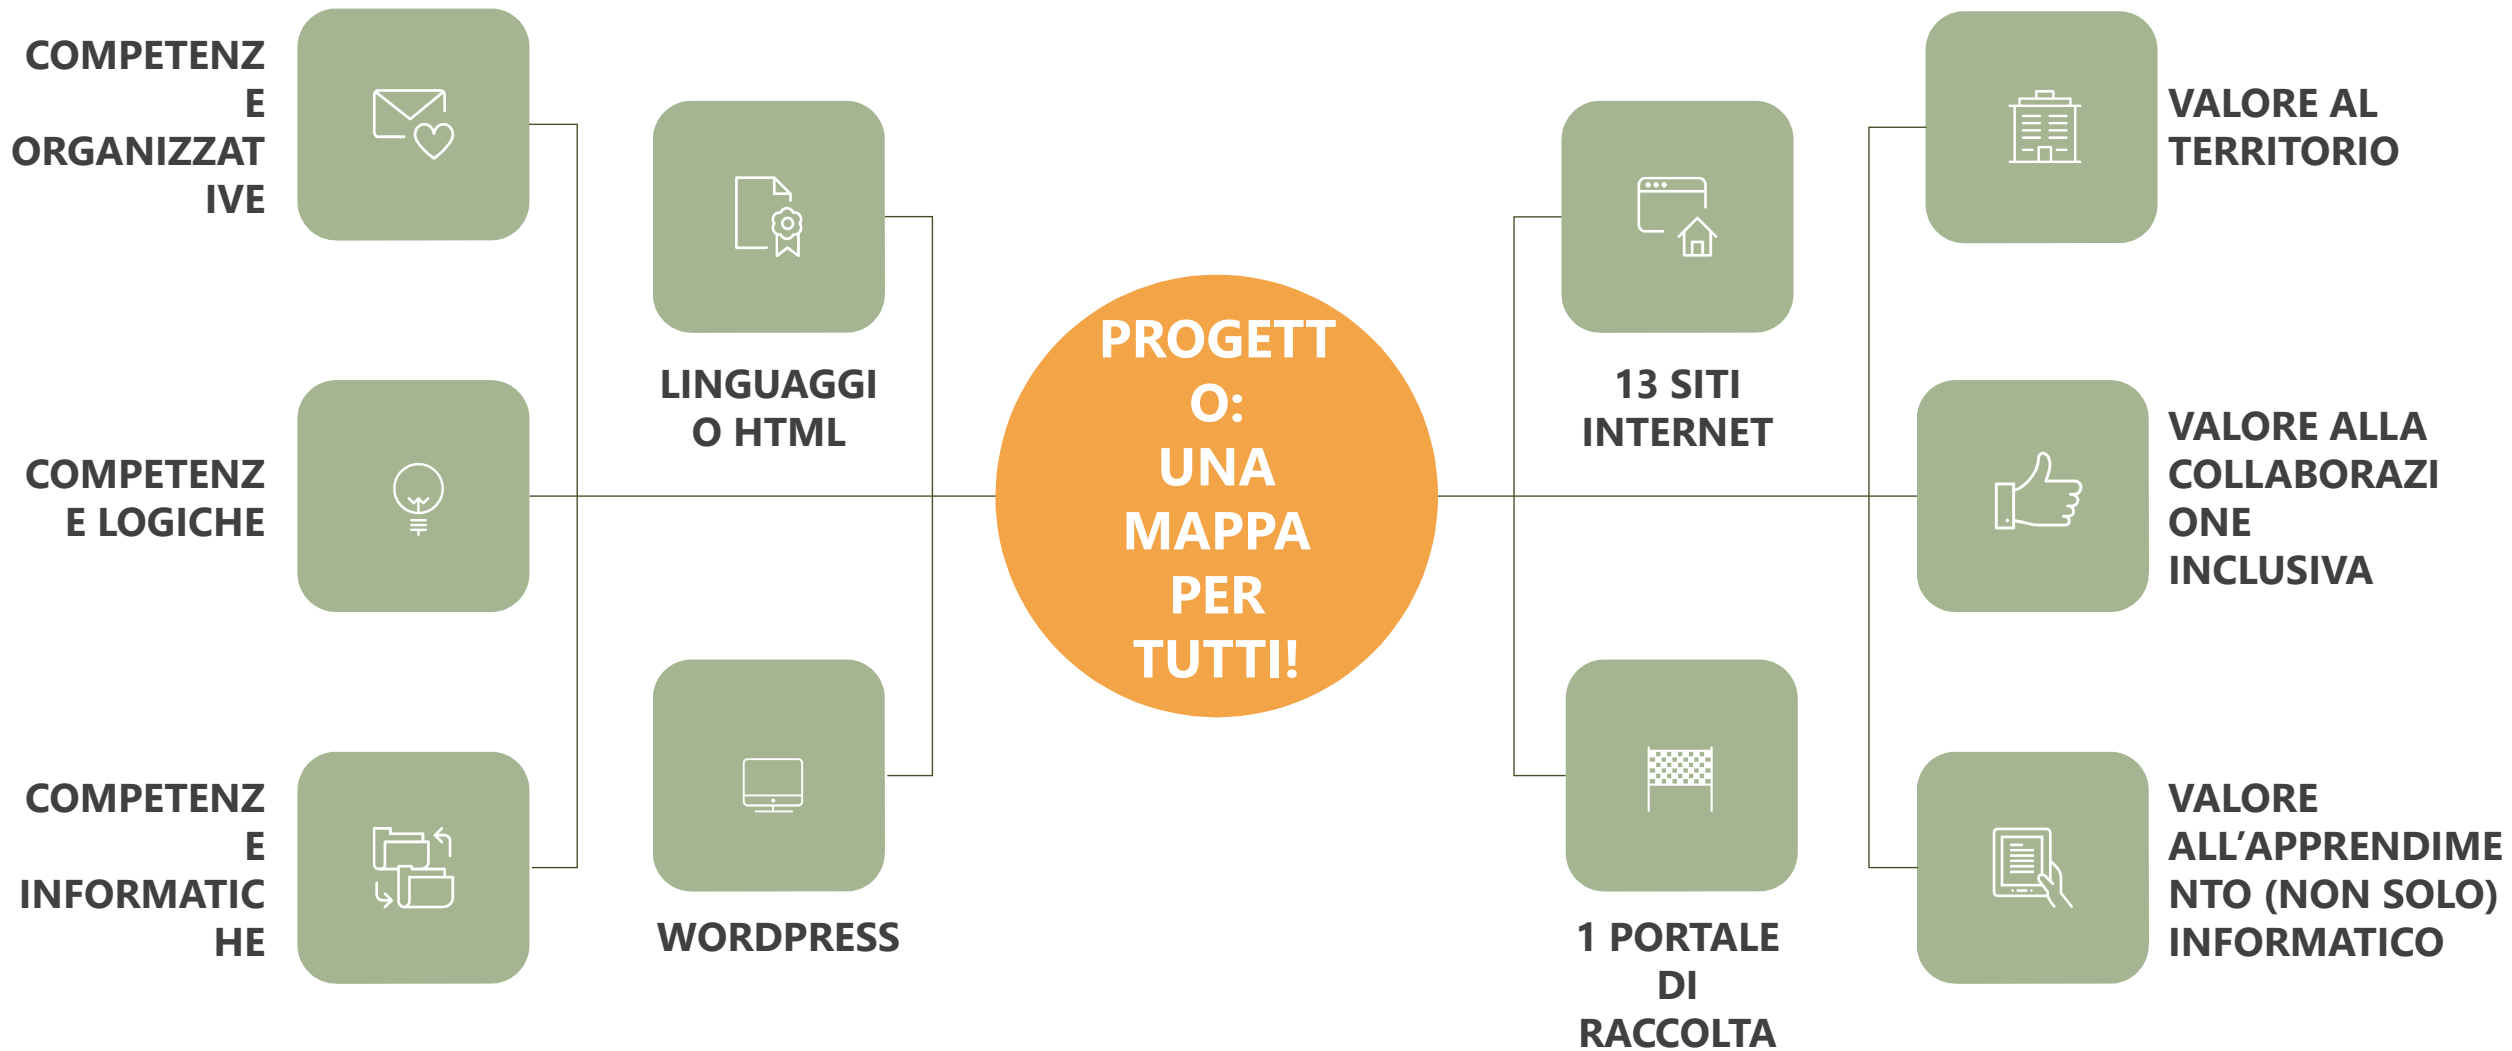 COMPETENZ
E
ORGANIZZAT
IVE
COMPETENZ
E LOGICHE
COMPETENZ
E
INFORMATIC
HE
LINGUAGGI
O HTML
WORDPRESS
PROGETT
O:
UNA
MAPPA
PER
TUTTI!
13 SITI
INTERNET
1 PORTALE
DI
RACCOLTA
VALORE AL
TERRITORIO
VALORE ALLA
COLLABORAZI
ONE
INCLUSIVA
VALORE
ALL’APPRENDIME
NTO (NON SOLO)
INFORMATICO